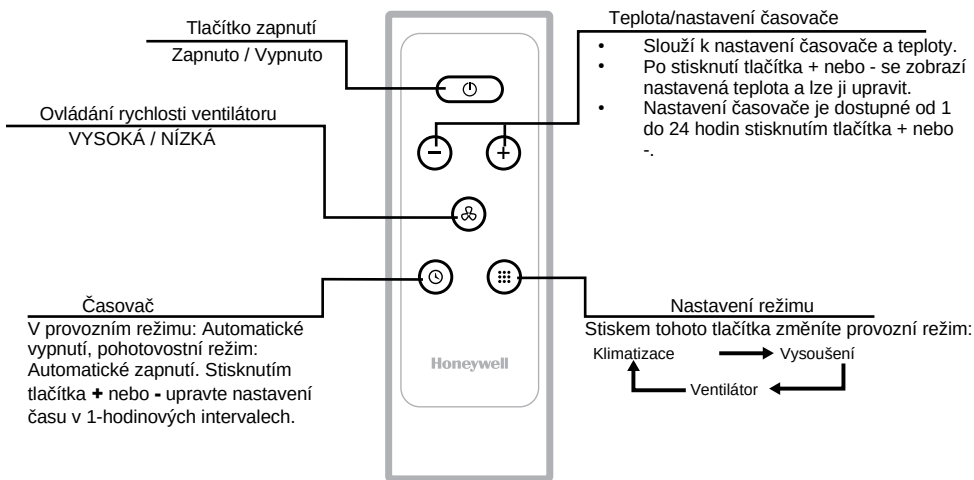 Tlačítko zapnutí
Zapnuto / Vypnuto
Ovládání rychlosti ventilátoru
VYSOKÁ / NÍZKÁ
Teplota/nastavení časovače
• Slouží k nastavení časovače a teploty.
• Po stisknutí tlačítka + nebo - se zobrazí
nastavená teplota a lze ji upravit.
• Nastavení časovače je dostupné od 1
do 24 hodin stisknutím tlačítka + nebo
-.
Časovač
V provozním režimu: Automatické
vypnutí, pohotovostní režim:
Automatické zapnutí. Stisknutím
tlačítka + nebo - upravte nastavení
času v 1-hodinových intervalech.
Honeywell
Nastavení režimu
Stiskem tohoto tlačítka změníte provozní režim:
Klimatizace Vysoušení
Ventilátor